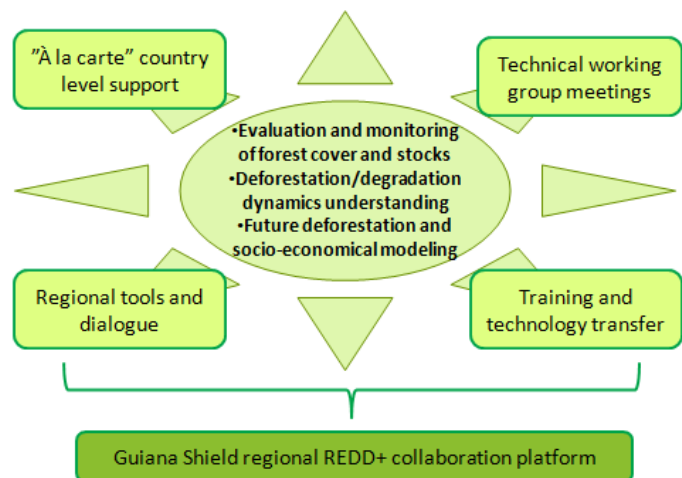 ”À la carte” country
level support
Technical working
group meetings
•Evaluation and monitoring
of forest cover and stocks
•Deforestation/degradation
dynamics understanding
•Future deforestation and
socio-economical modeling
Regional tools and
dialogue
Training and
technology transfer
Guiana Shield regional REDD+ collaboration platform